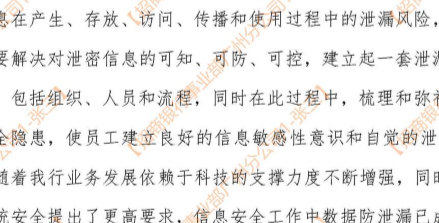 息在产生、存放、访问、传播和使用过程中的泄漏风险，
要解决对泄密信息的可知、可防、可控，建立起一套泄漏
包括组织、人员和流程，同时在此过程中，梳理和弥补
全隐患，使员工建立良好的信息敏感性意识和自觉的泄
随着我行业务发展依赖于科技的支撑力度不断增强，同时
统安全提出了更高要求，信息安全工作中数据防泄漏已成